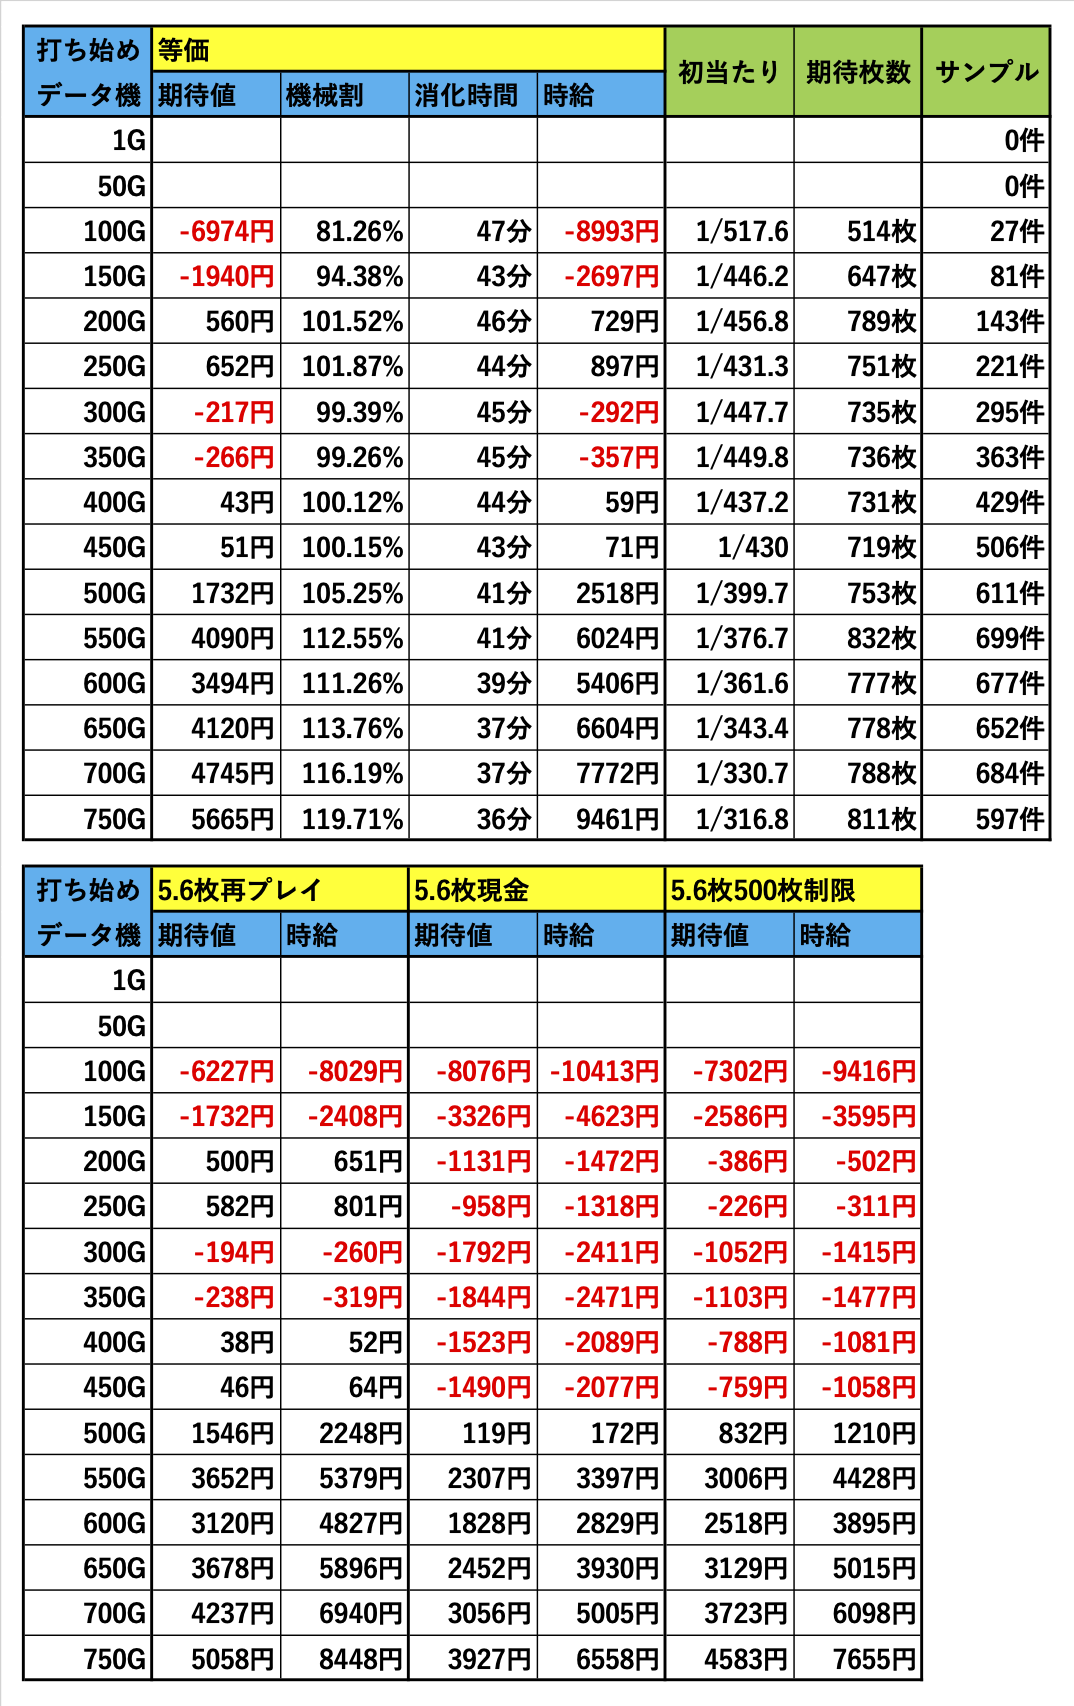 打ち始め 等価 初当たり 期待枚数 サンプル
データ機 期待値 機械割 消化時間 時給
1G 0件
50G 0件
100G -6974円 81.26% 47分 -8993円 1/517.6 514枚 27件
150G -1940円 94.38% 43分 -2697円 1/446.2 647枚 81件
200G 560円 101.52% 46分 729円 1/456.8 789枚 143件
250G 652円 101.87% 44分 897円 1/431.3 751枚 221件
300G -217円 99.39% 45分 -292円 1/447.7 735枚 295件
350G -266円 99.26% 45分 -357円 1/449.8 736枚 363件
400G 43円 100.12% 44分 59円 1/437.2 731枚 429件
450G 51円 100.15% 43分 71円 1/430 719枚 506件
500G 1732円 105.25% 41分 2518円 1/399.7 753枚 611件
550G 4090円 112.55% 41分 6024円 1/376.7 832枚 699件
600G 3494円 111.26% 39分 5406円 1/361.6 777枚 677件
650G 4120円 113.76% 37分 6604円 1/343.4 778枚 652件
700G 4745円 116.19% 37分 7772円 1/330.7 788枚 684件
750G 5665円 119.71% 36分 9461円 1/316.8 811枚 597件
打ち始め 5.6枚再プレイ 5.6枚現金 5.6枚500枚制限
データ機 期待値 時給 期待値 時給 期待値 時給
1G
50G
100G -6227円 -8029円 -8076円 -10413円 -7302円 -9416円
150G -1732円 -2408円 -3326円 -4623円 -2586円 -3595円
200G 500円 651円 -1131円 -1472円 -386円 -502円
250G 582円 801円 -958円 -1318円 -226円 -311円
300G -194円 -260円 -1792円 -2411円 -1052円 -1415円
350G -238円 -319円 -1844円 -2471円 -1103円 -1477円
400G 38円 52円 -1523円 -2089円 -788円 -1081円
450G 46円 64円 -1490円 -2077円 -759円 -1058円
500G 1546円 2248円 119円 172円 832円 1210円
550G 3652円 5379円 2307円 3397円 3006円 4428円
600G 3120円 4827円 1828円 2829円 2518円 3895円
650G 3678円 5896円 2452円 3930円 3129円 5015円
700G 4237円 6940円 3056円 5005円 3723円 6098円
750G 5058円 8448円 3927円 6558円 4583円 7655円